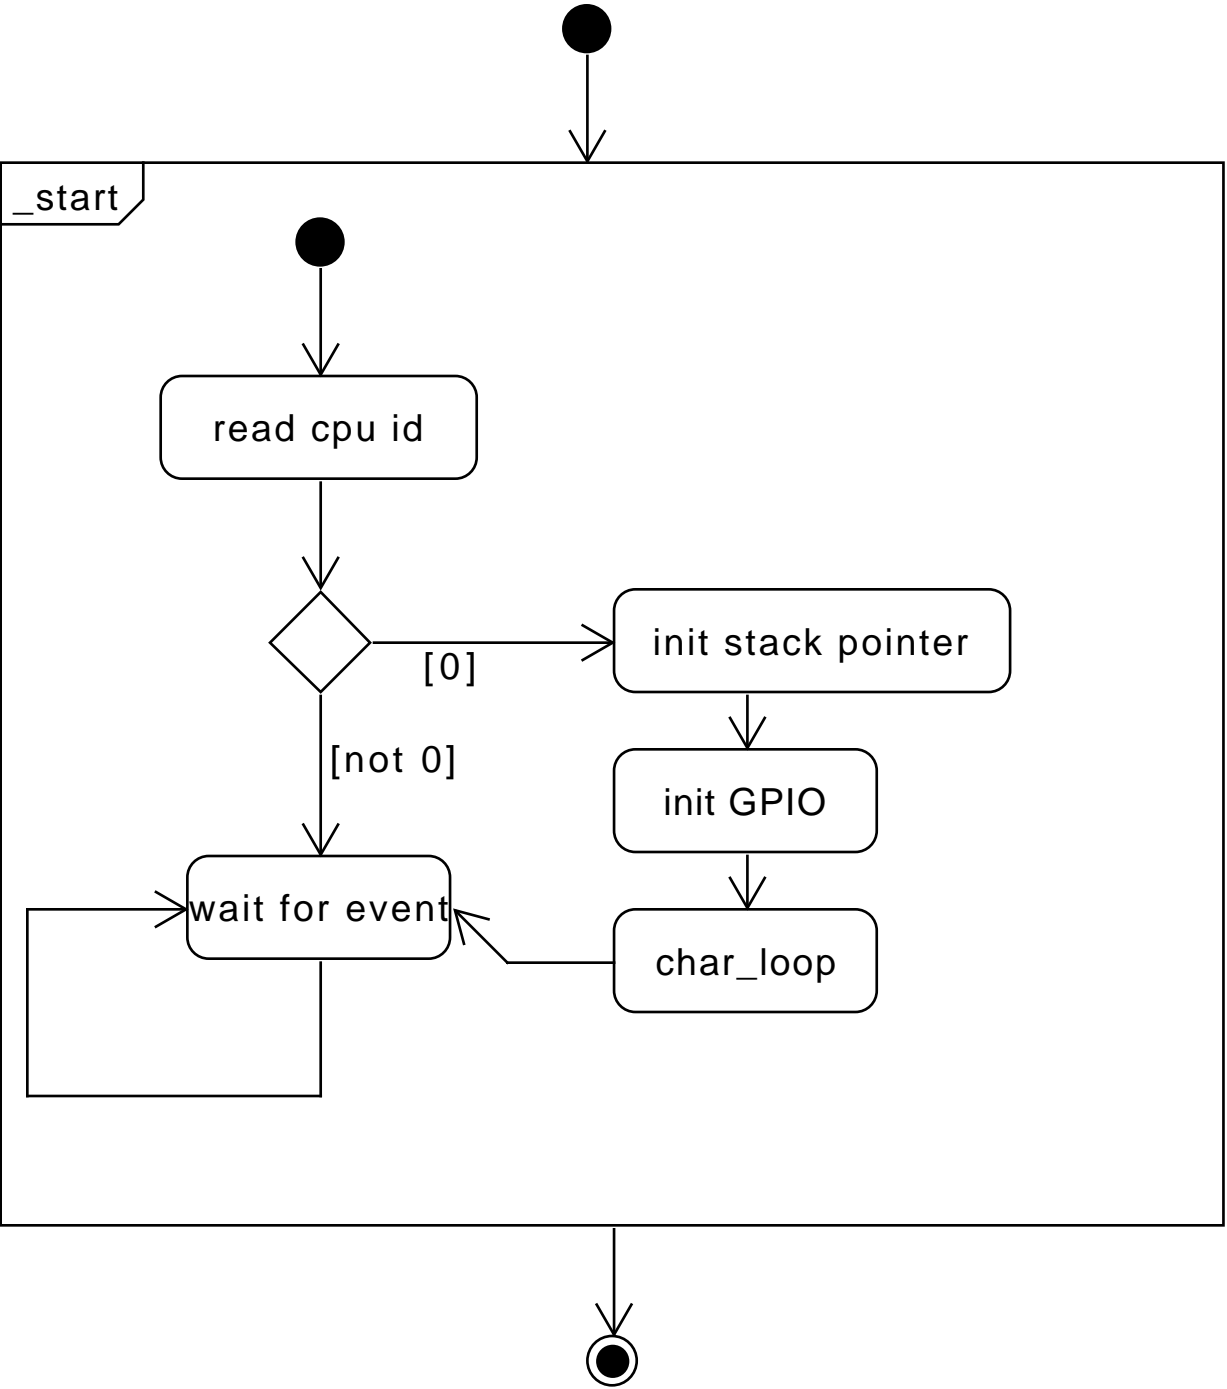 _start
read cpu id
init stack pointer
[0]
[not 0]
init GPIO
wait for event
char_loop